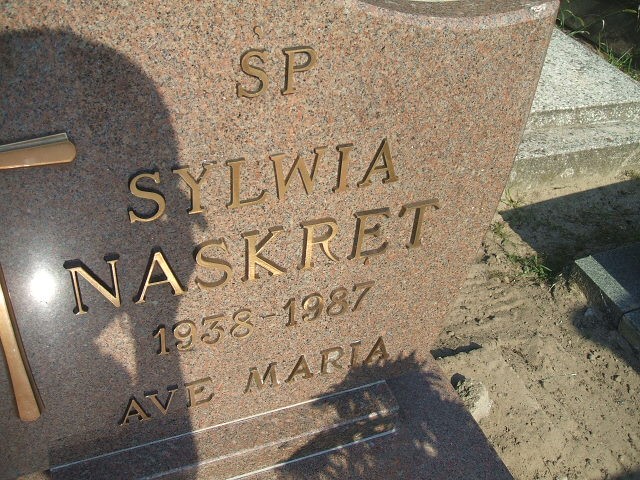 ŚP
SYLWIA
NASKRĘT
1938-1987
AVE MARIA